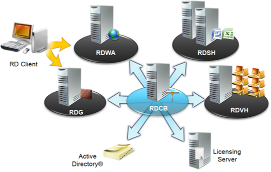 RDWA
RDSH
RD Client
RDG
RDCB
RDVH
Active
Directory®
Licensing
Server